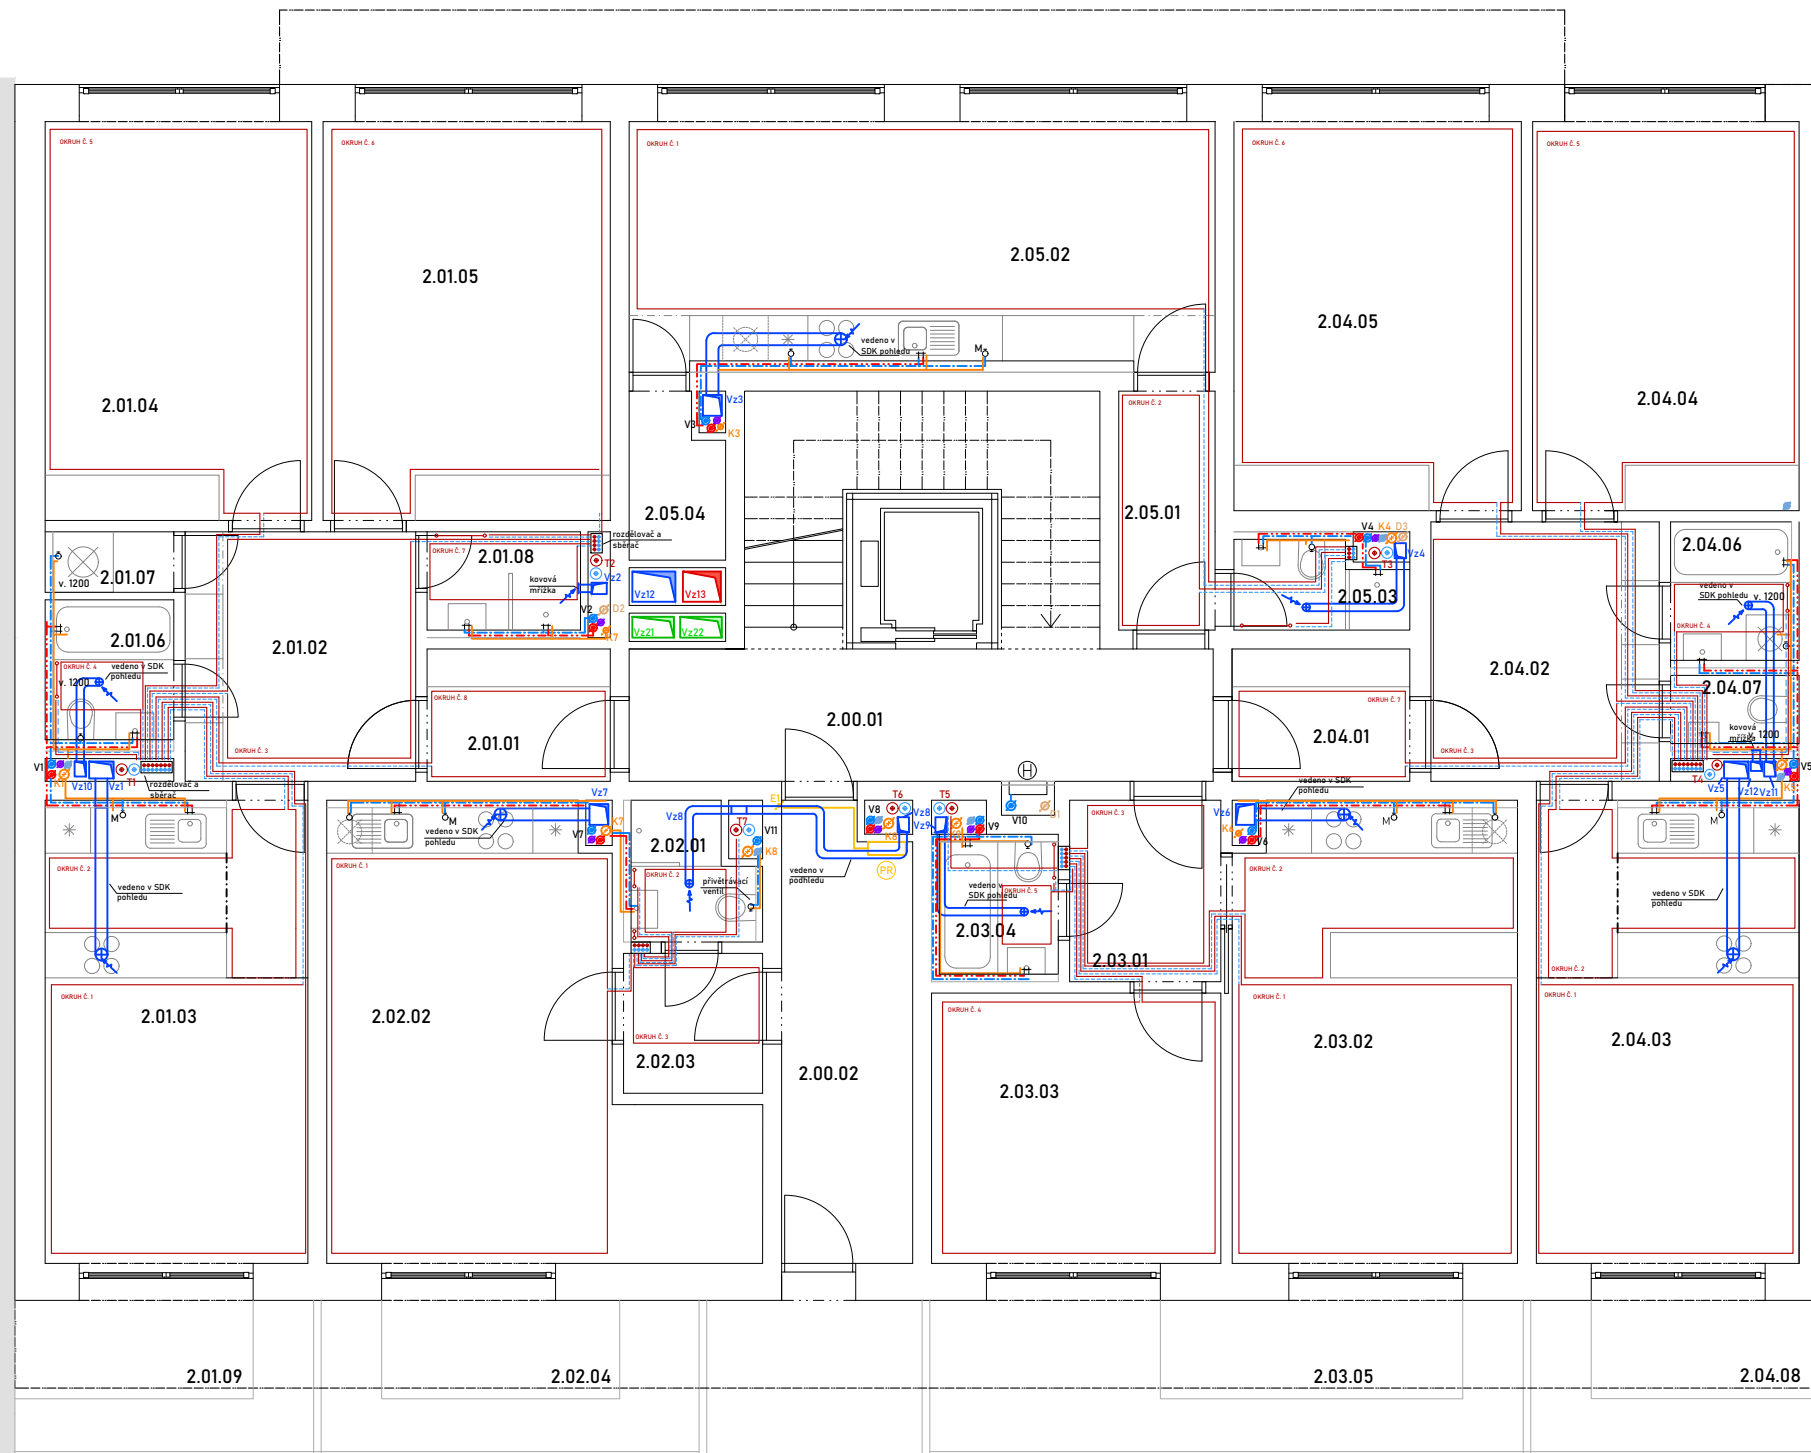 OKRUH Č. 5
OKRUH Č. 6
OKRUH Č. 1
OKRUH Č. 6
OKRUH Č. 5
2.05.02
2.01.05
2.04.05
vedeno v
SDK pohledu
M
2.01.04
2.04.04
Vz3
V3
K3
OKRUH Č. 2
2.05.04
2.05.01
V4 K4 D3
Vz4
T3
2.05.03
rozdělovač a
sběrač
OKRUH Č. 7
2.01.08
T2
Vz2
kovová
mřížka
V2
D2
K7
Vz12
Vz13
Vz21
Vz22
2.04.06
vedeno v
SDK pohledu
v. 1200
OKRUH Č. 4
v. 1200
2.01.07
2.01.06
OKRUH Č. 4
vedeno v SDK
pohledu
v. 1200
2.01.02
2.04.02
2.04.07
kovová
mřížka
v. 1200
OKRUH Č. 8
OKRUH Č. 7
2.00.01
2.01.01
2.04.01
OKRUH Č. 3
OKRUH Č. 3
V1
K1
Vz10
Vz1
T1
rozdělovač a
sběrač
H
vedeno v SDK
pohledu
T4
Vz5
Vz12
Vz11
K5
V5
M
Vz7
K7
V7
M
vedeno v SDK
pohledu
E1
Vz8
T7
V11
K8
T6
V8
K8
Vz8
T5
Vz9
V9
V10
D1
OKRUH Č. 3
Vz6
K6
V6
M
M
2.02.01
PR
OKRUH Č. 2
OKRUH Č. 1
OKRUH Č. 2
přivětrávací
ventil
vedeno v
podhledu
vedeno v
SDK pohledu
OKRUH Č. 5
OKRUH Č. 2
vedeno v SDK
pohledu
vedeno v SDK
pohledu
2.03.04
2.03.01
OKRUH Č. 2
OKRUH Č. 1
OKRUH Č. 4
OKRUH Č. 1
OKRUH Č. 1
2.01.03
2.02.02
OKRUH Č. 3
2.02.03
2.00.02
2.03.03
2.03.02
2.04.03
2.01.09
2.02.04
2.03.05
2.04.08